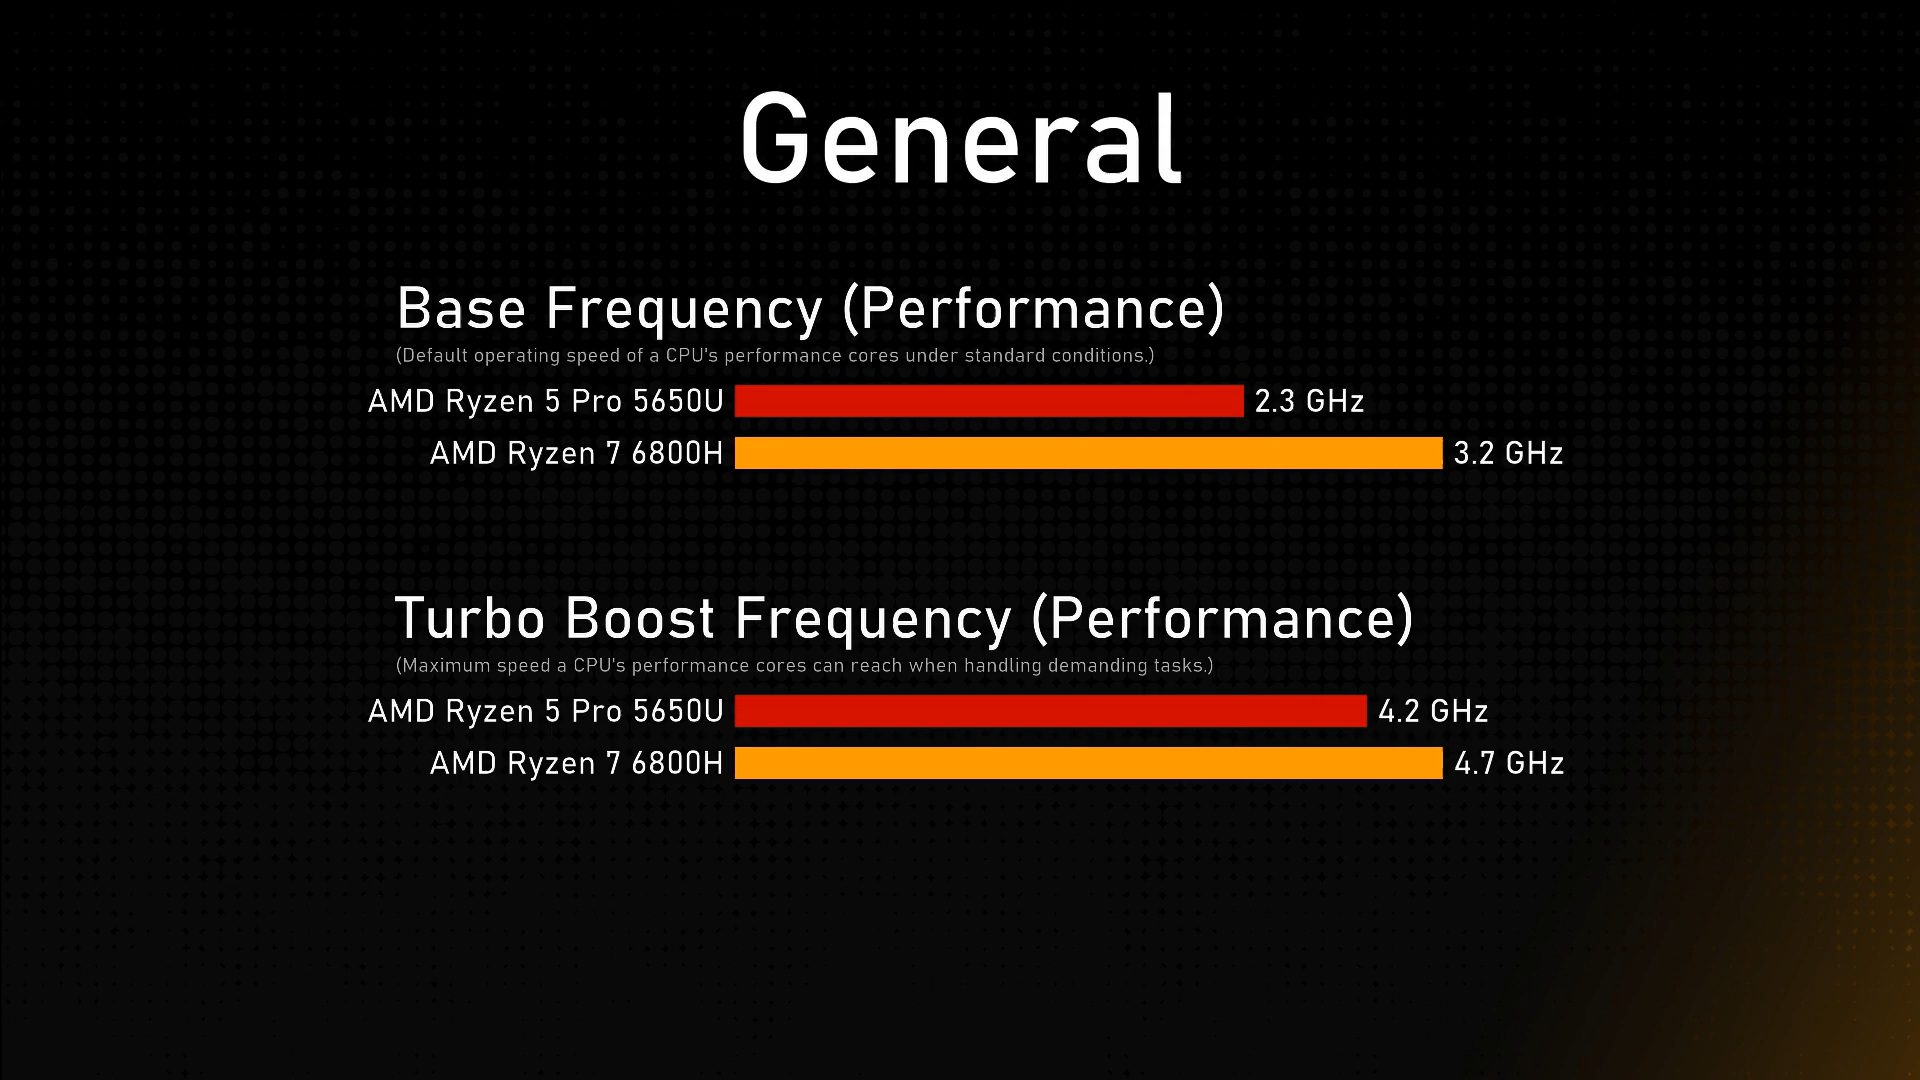 General
Base Frequency (Performance)
(Default operating speed of a CPU's performance cores under standard conditions.)
AMD Ryzen 5 Pro 5650U 2.3 GHz
AMD Ryzen 7 6800H 3.2 GHz
Turbo Boost Frequency (Performance)
(Maximum speed a CPU's performance cores can reach when handling demanding tasks.)
AMD Ryzen 5 Pro 5650U 4.2 GHz
AMD Ryzen 7 6800H 4.7 GHz